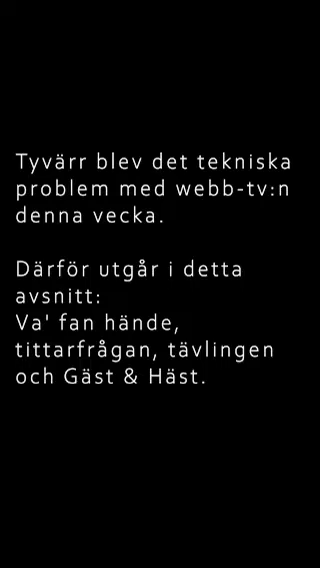 Tyvärr blev det tekniska
problem med webb-tv:n
denna vecka.
Därför utgår i detta
avsnitt:
Va' fan hände,
tittarfrågan, tävlingen
och Gäst & Häst.